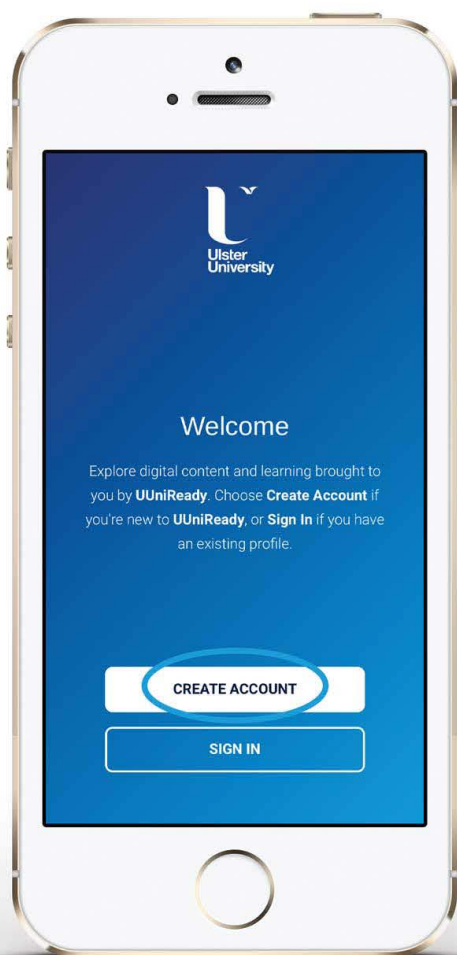 Ulster
University
Welcome
Explore digital content and learning brought to
you by UUniReady. Choose Create Account if
you're new to UUniReady, or Sign In if you have
an existing profile.
CREATE ACCOUNT
SIGN IN